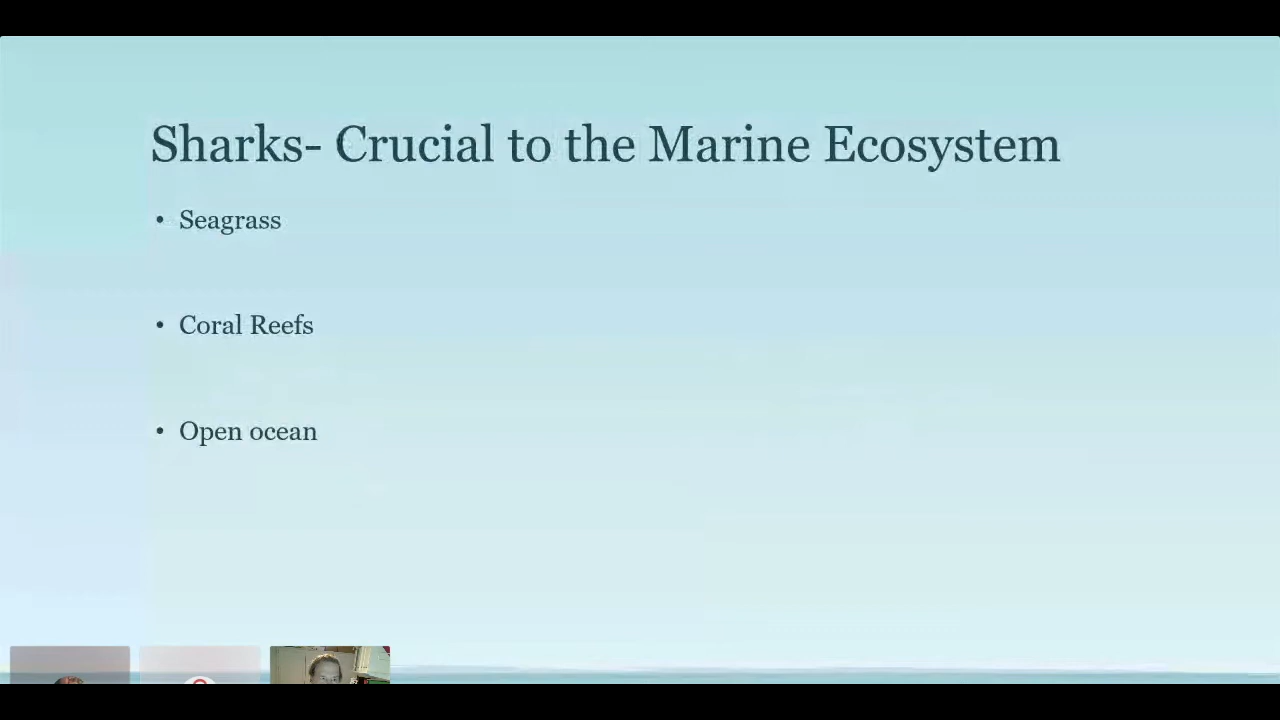 Sharks- Crucial to the Marine Ecosystem
• Seagrass
• Coral Reefs
• Open ocean